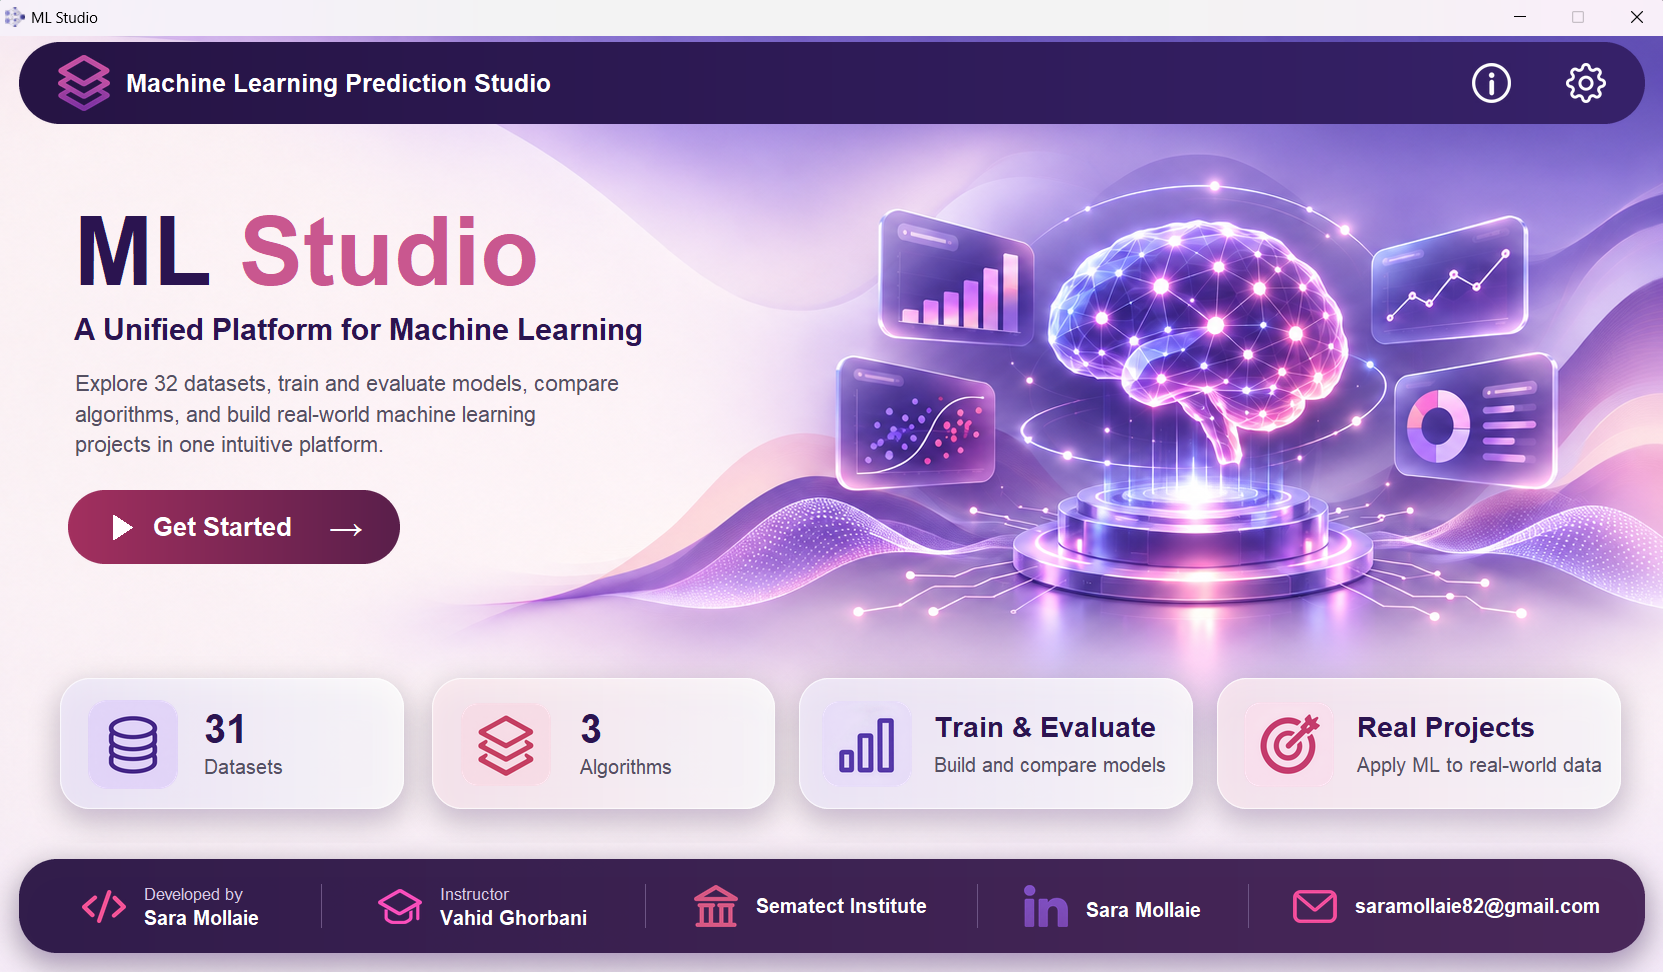 ML Studio
Machine Learning Prediction Studio
ML Studio
A Unified Platform for Machine Learning
Explore 32 datasets, train and evaluate models, compare
algorithms, and build real-world machine learning
projects in one intuitive platform.
Get Started
31
Datasets
3
Algorithms
Train & Evaluate
Build and compare models
Real Projects
Apply ML to real-world data
Developed by
Sara Mollaie
Instructor
Vahid Ghorbani
Sematect Institute
in
Sara Mollaie
saramollaie82@gmail.com